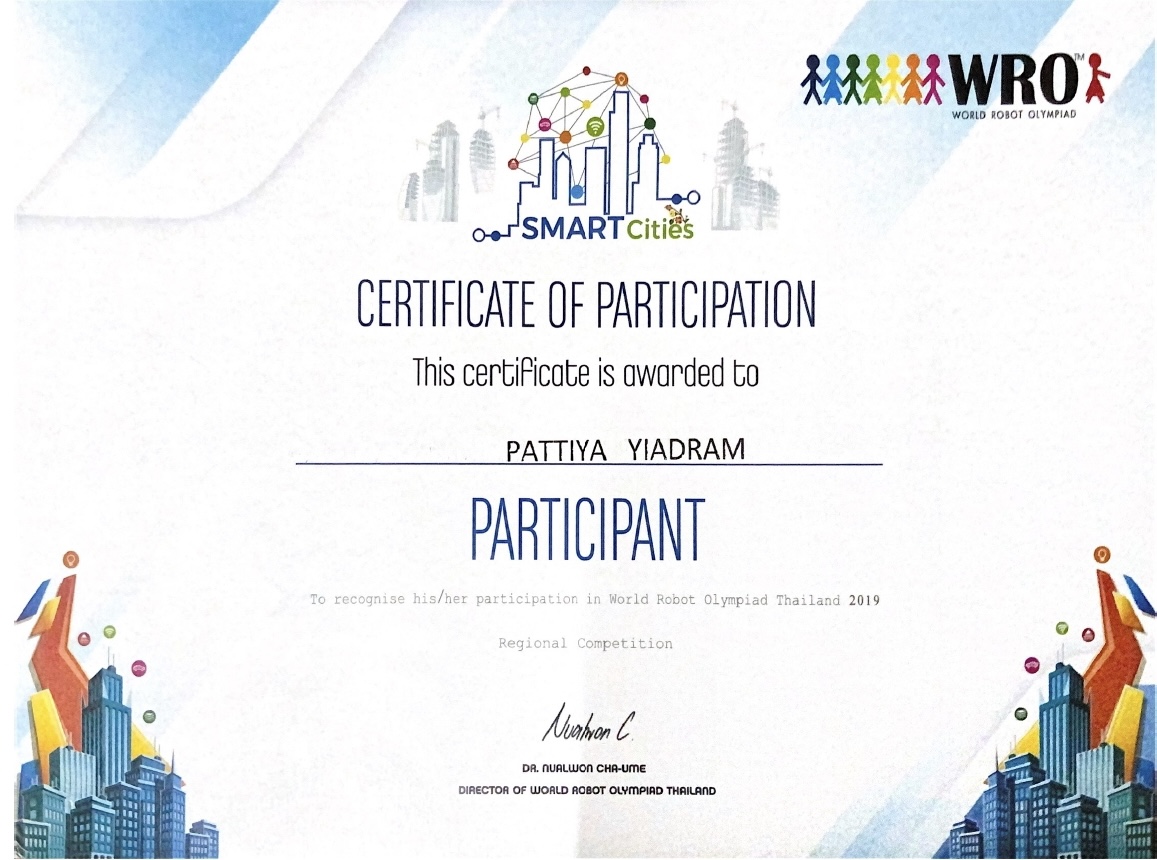 WRO™
WORLD ROBOT OLYMPIAD
SMART Cities
CERTIFICATE OF PARTICIPATION
This certificate is awarded to
PATTIYA YIADRAM
PARTICIPANT
To recognise his/her participation in World Robot Olympiad Thailand 2019
Regional Competition
Nualwon C.
DR. NUALWON CHA-UME
DIRECTOR OF WORLD ROBOT OLYMPIAD THAILAND